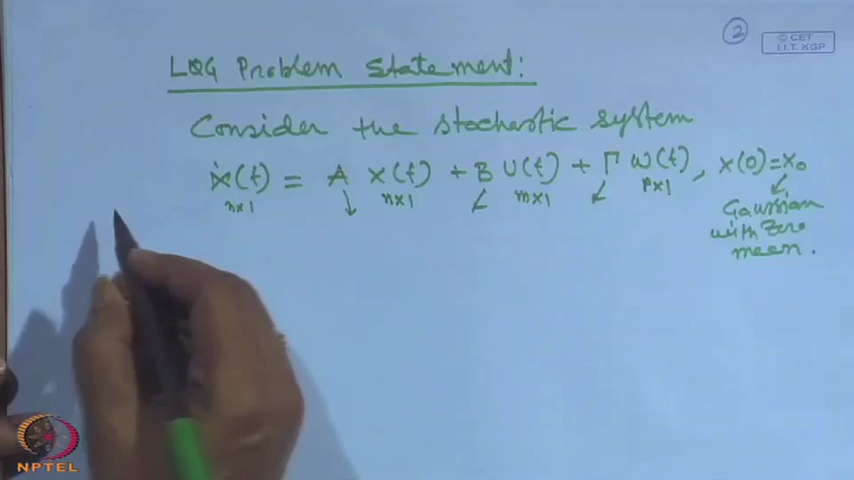 ②
© CET
I.I.T. KGP
LQG Problem Statement:
Consider the stochastic system
ẋ(t) = A x(t) + B u(t) + Γ ω(t), x(0)=x₀
n×1 n×1 m×1 p×1
Gaussian
with zero
mean.
NPTEL